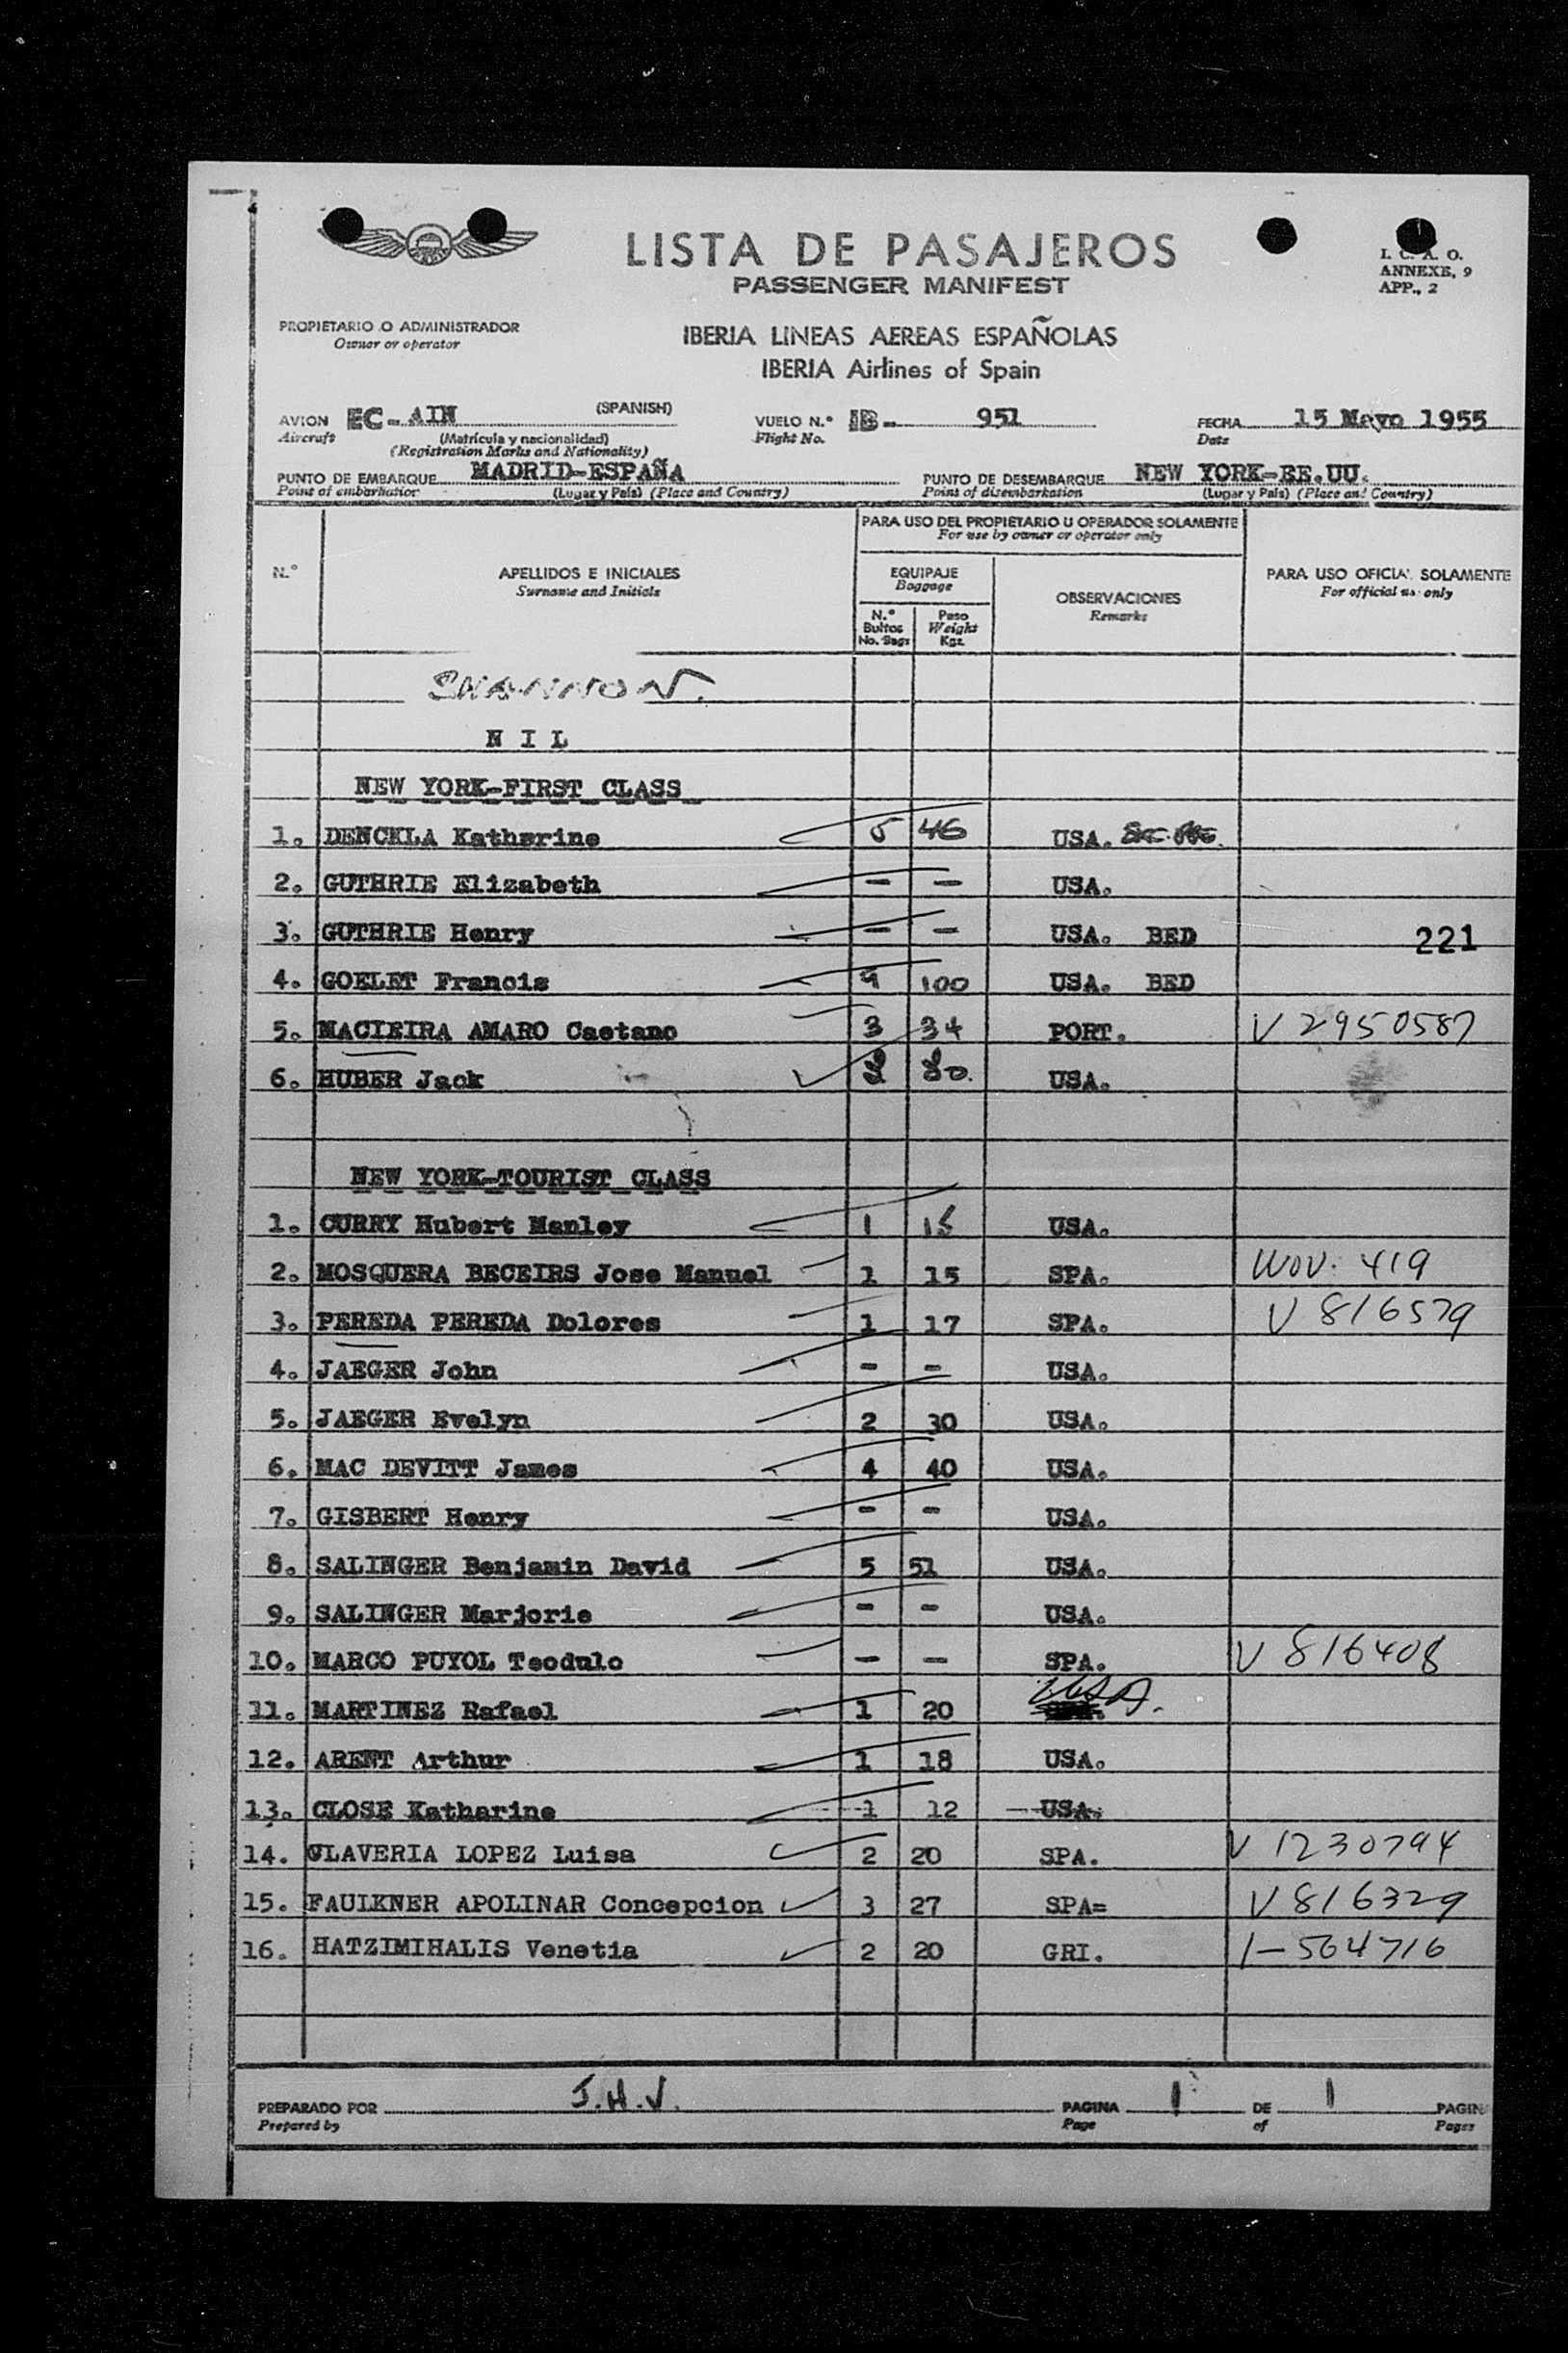 LISTA DE PASAJEROS
PASSENGER MANIFEST
I. C. A. O.
ANNEXE, 9
APP., 2
PROPIETARIO O ADMINISTRADOR
Owner or operator
IBERIA LINEAS AEREAS ESPAÑOLAS
IBERIA Airlines of Spain
AVION EC-AIN (SPANISH) VUELO N.° IB- 951 FECHA 15 Mayo 1955
Aircraft (Matrícula y nacionalidad) Flight No. Date
(Registration Marks and Nationality)
PUNTO DE EMBARQUE MADRID-ESPAÑA PUNTO DE DESEMBARQUE NEW YORK-EE.UU.
Point of embarkation (Lugar y País) (Place and Country) Point of disembarkation (Lugar y País) (Place and Country)
PARA USO DEL PROPIETARIO U OPERADOR SOLAMENTE
For use by owner or operator only
N.° APELLIDOS E INICIALES EQUIPAJE OBSERVACIONES PARA USO OFICIAL SOLAMENTE
Surname and Initials Baggage Remarks For official use only
N.° Bultos Peso
No. Bags Weight Kgs.
SHANNON.
N I L
NEW YORK-FIRST CLASS
1. DENCKLA Katherine 5 46 USA.
2. GUTHRIE Elizabeth - - USA.
3. GUTHRIE Henry - - USA. BED 221
4. GOELET Francis 9 100 USA. BED
5. MACIEIRA AMARO Caetano 3 34 PORT. V 2950587
6. HUBER Jack USA.
NEW YORK-TOURIST CLASS
1. CURRY Hubert Manley 1 15 USA.
2. MOSQUERA BECEIRS Jose Manuel 1 15 SPA. WOV. 419
3. PEREDA PEREDA Dolores 1 17 SPA. V 816579
4. JAEGER John - - USA.
5. JAEGER Evelyn 2 30 USA.
6. MAC DEVITT James 4 40 USA.
7. GISBERT Henry - - USA.
8. SALINGER Benjamin David 5 51 USA.
9. SALINGER Marjorie - - USA.
10. MARCO PUYOL Teodulo - - SPA. V 816408
11. MARTINEZ Rafael 1 20 USA.
12. ARENT Arthur 1 18 USA.
13. CLOSE Katharine 1 12 USA.
14. CLAVERIA LOPEZ Luisa 2 20 SPA. V 1230794
15. FAULKNER APOLINAR Concepcion 3 27 SPA= V 816329
16. HATZIMIHALIS Venetia 2 20 GRI. 1-564716
PREPARADO POR J.H.V. PAGINA 1 DE 1 PAGIN
Prepared by Page of Pages